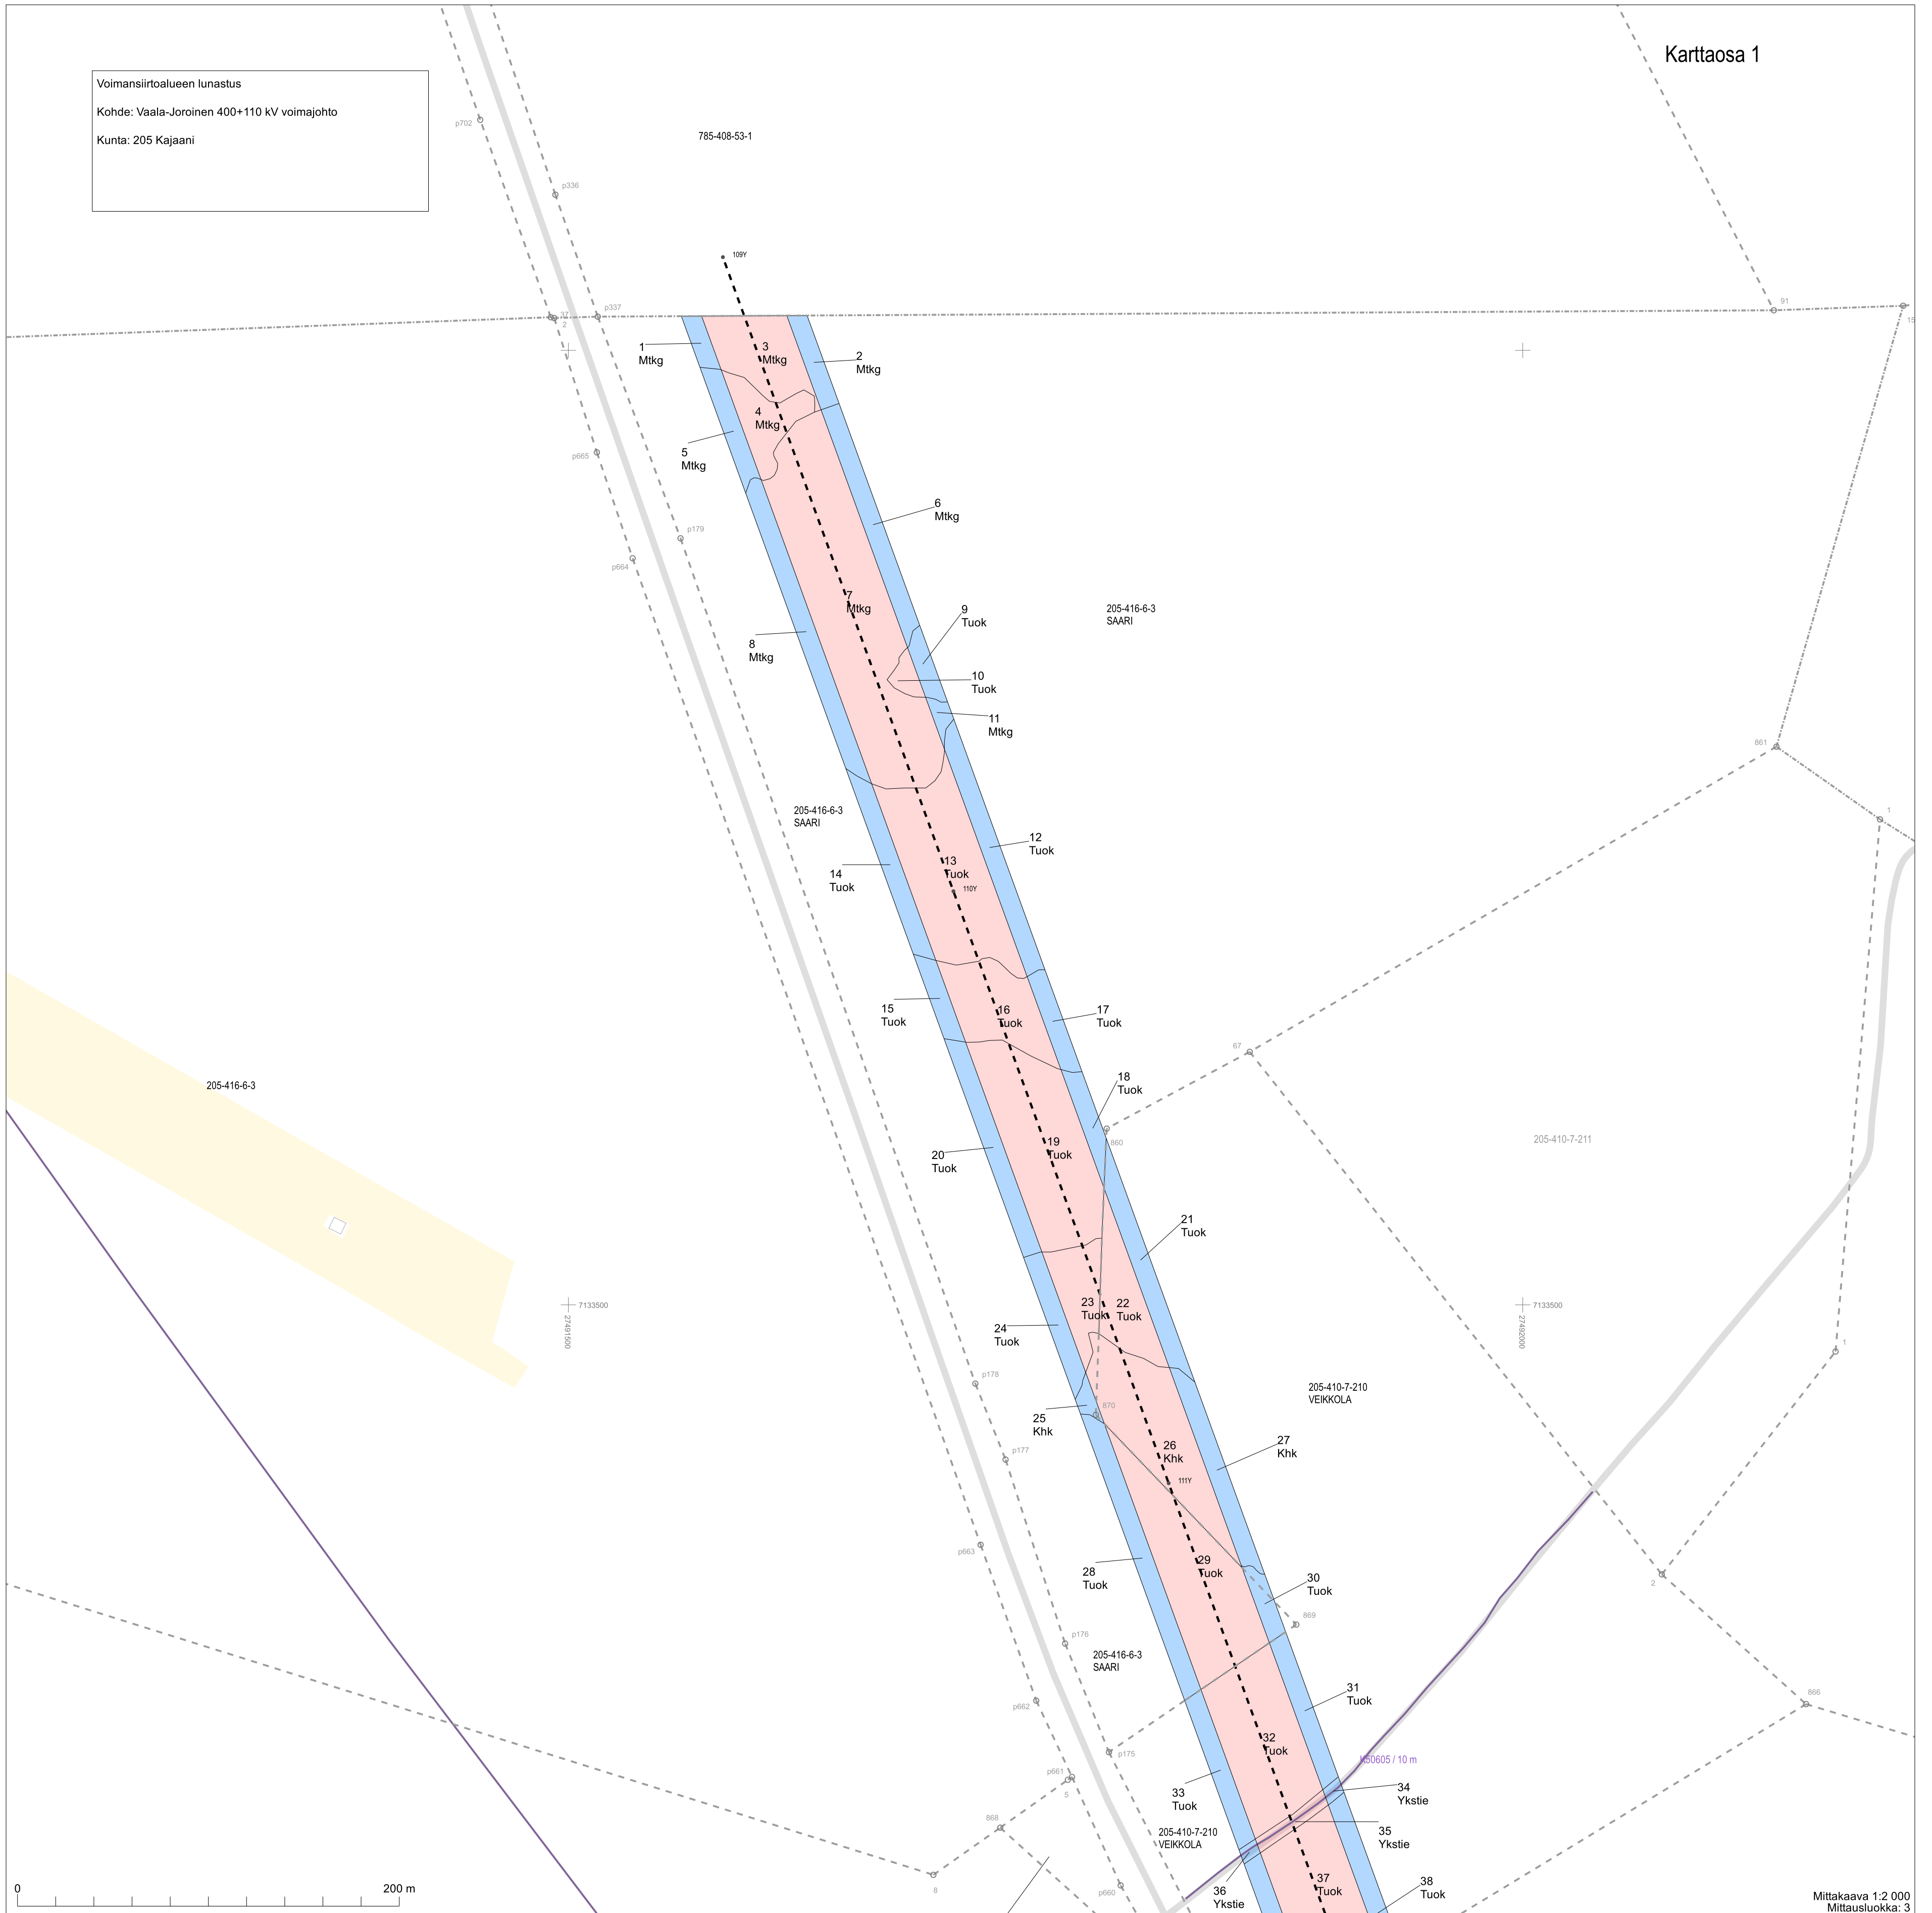 Karttaosa 1
Voimansiirtoalueen lunastus
Kohde: Vaala-Joroinen 400+110 kV voimajohto
Kunta: 205 Kajaani
p702
785-408-53-1
p336
109Y
91
37
2
p337
15
1
Mtkg
3
Mtkg
2
Mtkg
4
Mtkg
5
Mtkg
p665
6
Mtkg
p179
p664
7
Mtkg
8
Mtkg
9
Tuok
205-416-6-3
SAARI
10
Tuok
11
Mtkg
861
205-416-6-3
SAARI
1
12
Tuok
13
Tuok
14
Tuok
110Y
15
Tuok
16
Tuok
17
Tuok
67
205-416-6-3
18
Tuok
860
19
Tuok
20
Tuok
205-410-7-211
21
Tuok
23
Tuok
22
Tuok
7133500
27491500
7133500
27492000
24
Tuok
1
p178
205-410-7-210
VEIKKOLA
870
25
Khk
p177
26
Khk
27
Khk
111Y
p663
28
Tuok
29
Tuok
30
Tuok
2
869
p176
205-416-6-3
SAARI
31
Tuok
p662
866
32
Tuok
p175
K50605 / 10 m
p661
5
33
Tuok
34
Ykstie
868
205-410-7-210
VEIKKOLA
35
Ykstie
8
p660
36
Ykstie
37
Tuok
38
Tuok
0
200 m
Mittakaava 1:2 000
Mittausluokka: 3